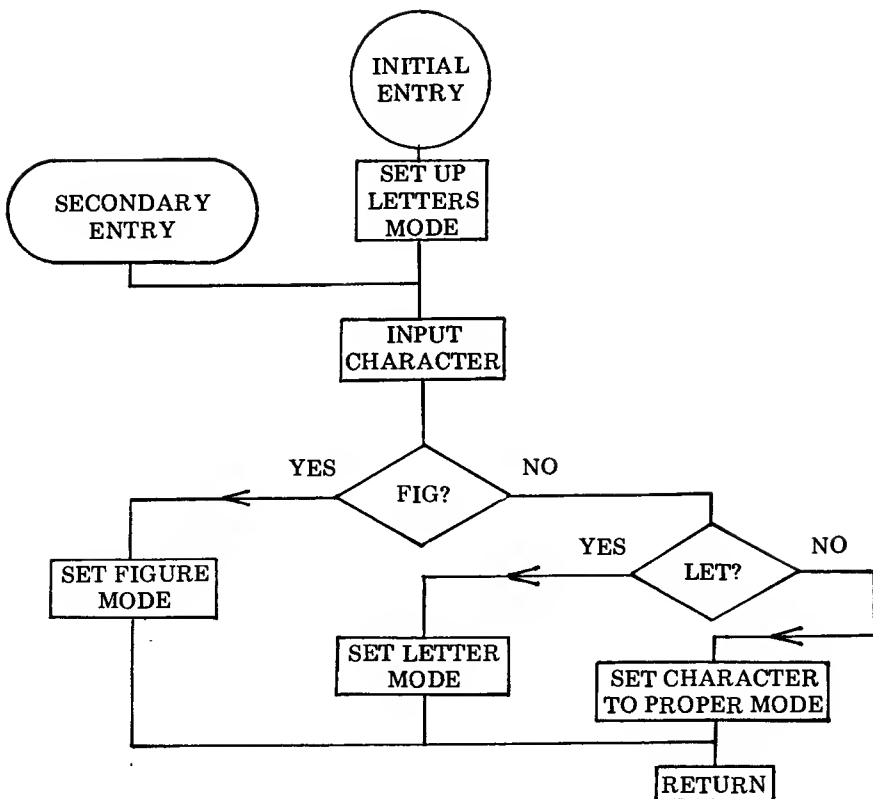 INITIAL
ENTRY
SET UP
LETTERS
MODE
SECONDARY
ENTRY
INPUT
CHARACTER
YES
NO
FIG?
YES
NO
LET?
SET FIGURE
MODE
SET LETTER
MODE
SET CHARACTER
TO PROPER MODE
RETURN